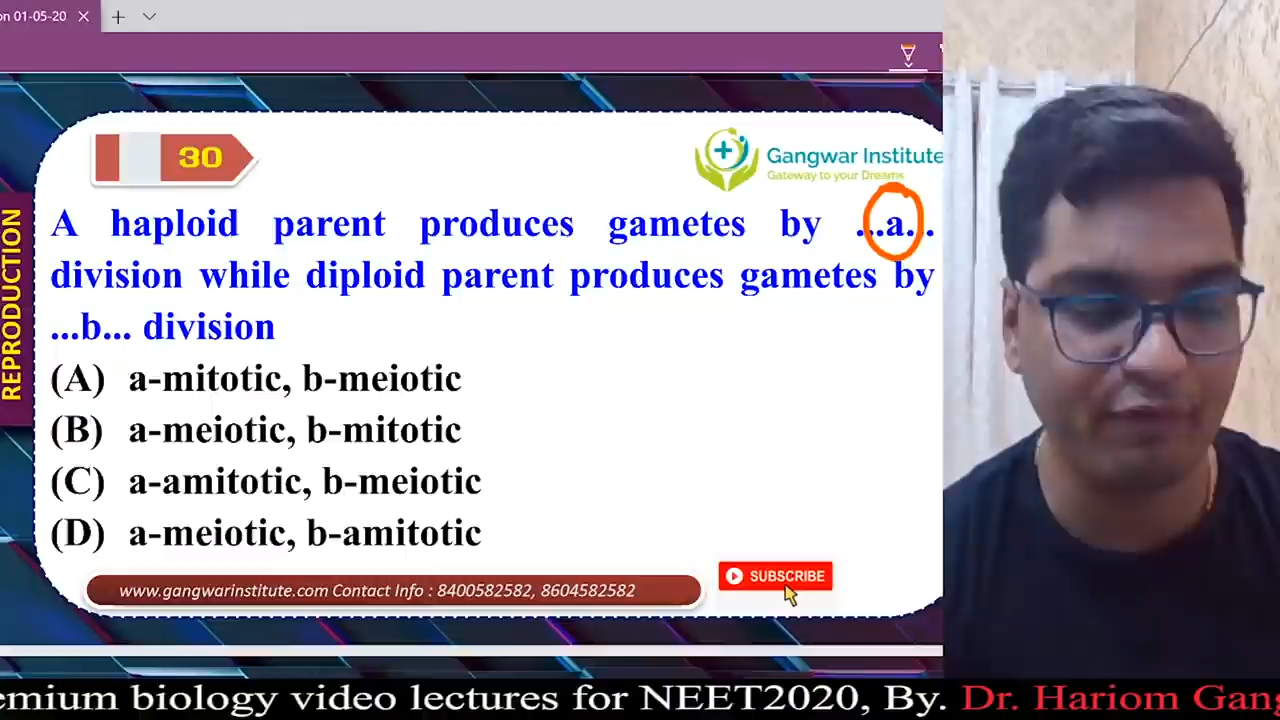 on 01-05-20
30
Gangwar Institute
Gateway to your Dreams
REPRODUCTION
A haploid parent produces gametes by ...a...
division while diploid parent produces gametes by
...b... division
(A) a-mitotic, b-meiotic
(B) a-meiotic, b-mitotic
(C) a-amitotic, b-meiotic
(D) a-meiotic, b-amitotic
www.gangwarinstitute.com Contact Info : 8400582582, 8604582582
SUBSCRIBE
emium biology video lectures for NEET2020, By. Dr. Hariom Gang